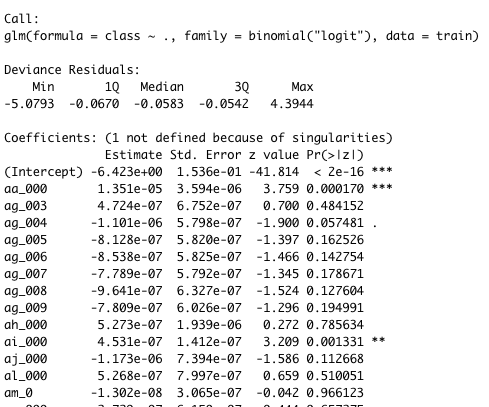 Call:
glm(formula = class ~ ., family = binomial("logit"), data = train)
Deviance Residuals:
Min 1Q Median 3Q Max
-5.0793 -0.0670 -0.0583 -0.0542 4.3944
Coefficients: (1 not defined because of singularities)
Estimate Std. Error z value Pr(>|z|)
(Intercept) -6.423e+00 1.536e-01 -41.814 < 2e-16 ***
aa_000 1.351e-05 3.594e-06 3.759 0.000170 ***
ag_003 4.724e-07 6.752e-07 0.700 0.484152
ag_004 -1.101e-06 5.798e-07 -1.900 0.057481 .
ag_005 -8.128e-07 5.820e-07 -1.397 0.162526
ag_006 -8.538e-07 5.825e-07 -1.466 0.142754
ag_007 -7.789e-07 5.792e-07 -1.345 0.178671
ag_008 -9.641e-07 6.327e-07 -1.524 0.127604
ag_009 -7.809e-07 6.026e-07 -1.296 0.194991
ah_000 5.273e-07 1.939e-06 0.272 0.785634
ai_000 4.531e-07 1.412e-07 3.209 0.001331 **
aj_000 -1.173e-06 7.394e-07 -1.586 0.112668
al_000 5.268e-07 7.997e-07 0.659 0.510051
am_0 -1.302e-08 3.065e-07 -0.042 0.966123